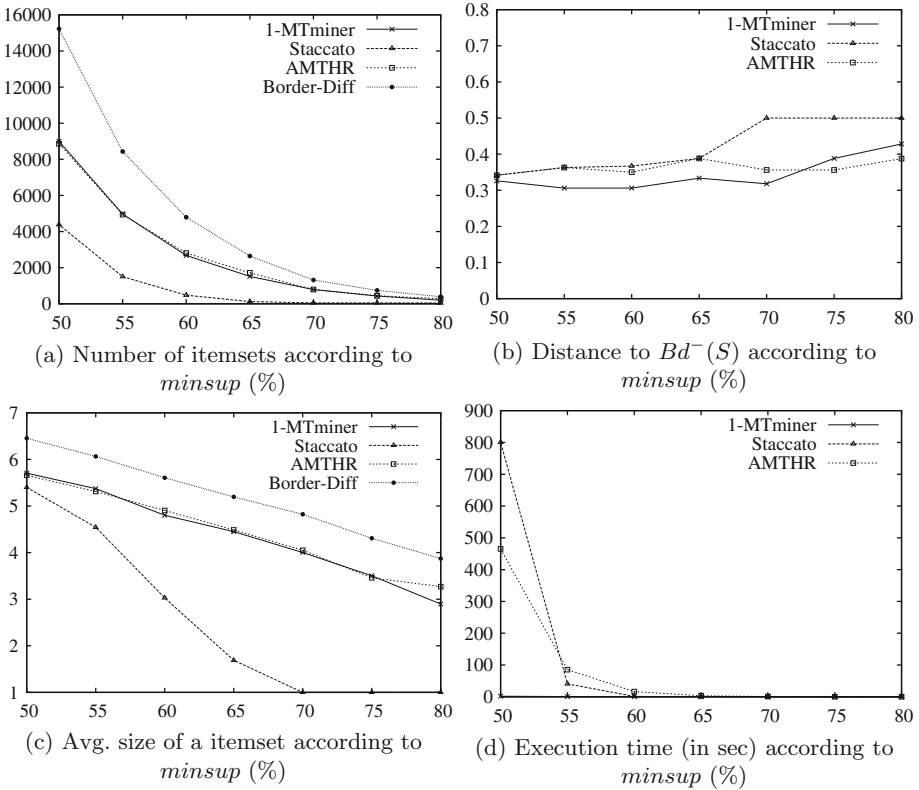 16000
14000
12000
10000
8000
6000
4000
2000
0
50 55 60 65 70 75 80
1-MTminer
Staccato
AMTHR
Border-Diff
(a) Number of itemsets according to
minsup (%)
0.8
0.7
0.6
0.5
0.4
0.3
0.2
0.1
0
50 55 60 65 70 75 80
1-MTminer
Staccato
AMTHR
(b) Distance to Bd⁻(S) according to
minsup (%)
7
6
5
4
3
2
1
50 55 60 65 70 75 80
1-MTminer
Staccato
AMTHR
Border-Diff
(c) Avg. size of a itemset according to
minsup (%)
900
800
700
600
500
400
300
200
100
0
50 55 60 65 70 75 80
1-MTminer
Staccato
AMTHR
(d) Execution time (in sec) according to
minsup (%)